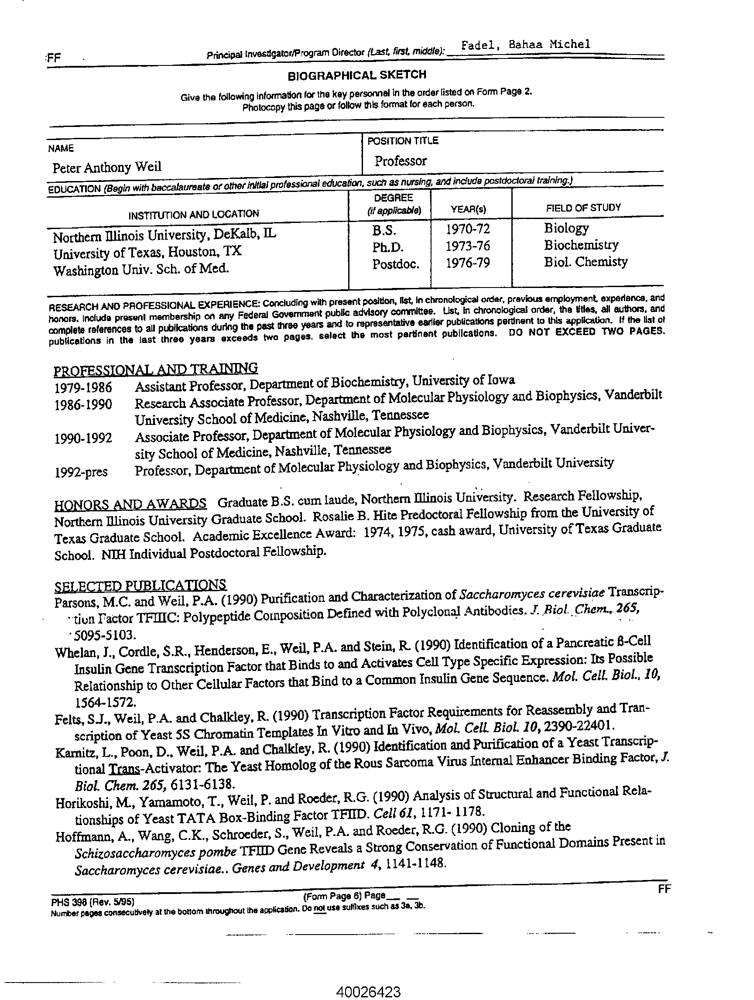 FF
Principal Investigator/Program Director (Last, first, middle): Fadel, Bahaa Michel
BIOGRAPHICAL SKETCH
Give the following information for the key personnel in the order listed on Form Page 2.
Photocopy this page or follow this format for each person.
NAME
Peter Anthony Weil
POSITION TITLE
Professor
EDUCATION (Begin with baccalaureate or other initial professional education, such as nursing, and include postdoctoral training.)
INSTITUTION AND LOCATION
DEGREE
(if applicable)
YEAR(s)
FIELD OF STUDY
Northern Illinois University, DeKalb, IL B.S. 1970-72 Biology
University of Texas, Houston, TX Ph.D. 1973-76 Biochemistry
Washington Univ. Sch. of Med. Postdoc. 1976-79 Biol. Chemisty
RESEARCH AND PROFESSIONAL EXPERIENCE: Concluding with present position, list, in chronological order, previous employment, experience, and
honors. Include present membership on any Federal Government public advisory committee. List, in chronological order, the titles, all authors, and
complete references to all publications during the past three years and to representative earlier publications pertinent to this application. If the list of
publications in the last three years exceeds two pages, select the most pertinent publications. DO NOT EXCEED TWO PAGES.
PROFESSIONAL AND TRAINING
1979-1986 Assistant Professor, Department of Biochemistry, University of Iowa
1986-1990 Research Associate Professor, Department of Molecular Physiology and Biophysics, Vanderbilt
University School of Medicine, Nashville, Tennessee
1990-1992 Associate Professor, Department of Molecular Physiology and Biophysics, Vanderbilt Univer-
sity School of Medicine, Nashville, Tennessee
1992-pres Professor, Department of Molecular Physiology and Biophysics, Vanderbilt University
HONORS AND AWARDS Graduate B.S. cum laude, Northern Illinois University. Research Fellowship,
Northern Illinois University Graduate School. Rosalie B. Hite Predoctoral Fellowship from the University of
Texas Graduate School. Academic Excellence Award: 1974, 1975, cash award, University of Texas Graduate
School. NIH Individual Postdoctoral Fellowship.
SELECTED PUBLICATIONS
Parsons, M.C. and Weil, P.A. (1990) Purification and Characterization of Saccharomyces cerevisiae Transcrip-
tion Factor TFIIIC: Polypeptide Composition Defined with Polyclonal Antibodies. J. Biol. Chem., 265,
5095-5103.
Whelan, J., Cordle, S.R., Henderson, E., Weil, P.A. and Stein, R. (1990) Identification of a Pancreatic β-Cell
Insulin Gene Transcription Factor that Binds to and Activates Cell Type Specific Expression: Its Possible
Relationship to Other Cellular Factors that Bind to a Common Insulin Gene Sequence. Mol. Cell. Biol., 10,
1564-1572.
Felts, S.J., Weil, P.A. and Chalkley, R. (1990) Transcription Factor Requirements for Reassembly and Tran-
scription of Yeast 5S Chromatin Templates In Vitro and In Vivo, Mol. Cell. Biol. 10, 2390-22401.
Karnitz, L., Poon, D., Weil, P.A. and Chalkley, R. (1990) Identification and Purification of a Yeast Transcrip-
tional Trans-Activator: The Yeast Homolog of the Rous Sarcoma Virus Internal Enhancer Binding Factor, J.
Biol. Chem. 265, 6131-6138.
Horikoshi, M., Yamamoto, T., Weil, P. and Roeder, R.G. (1990) Analysis of Structural and Functional Rela-
tionships of Yeast TATA Box-Binding Factor TFIID. Cell 61, 1171- 1178.
Hoffmann, A., Wang, C.K., Schroeder, S., Weil, P.A. and Roeder, R.G. (1990) Cloning of the
Schizosaccharomyces pombe TFIID Gene Reveals a Strong Conservation of Functional Domains Present in
Saccharomyces cerevisiae.. Genes and Development 4, 1141-1148.
PHS 398 (Rev. 5/95) (Form Page 6) Page__ __ FF
Number pages consecutively at the bottom throughout the application. Do not use suffixes such as 3a, 3b.
40026423